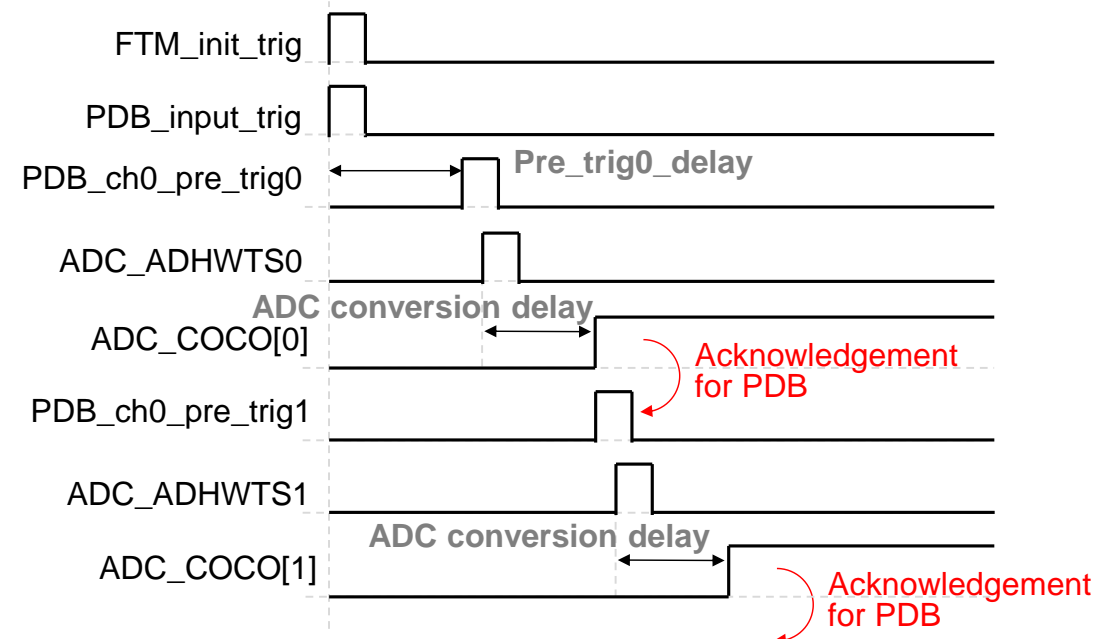 FTM_init_trig
PDB_input_trig
Pre_trig0_delay
PDB_ch0_pre_trig0
ADC_ADHWTS0
ADC conversion delay
ADC_COCO[0]
Acknowledgement
for PDB
PDB_ch0_pre_trig1
ADC_ADHWTS1
ADC conversion delay
ADC_COCO[1]
Acknowledgement
for PDB